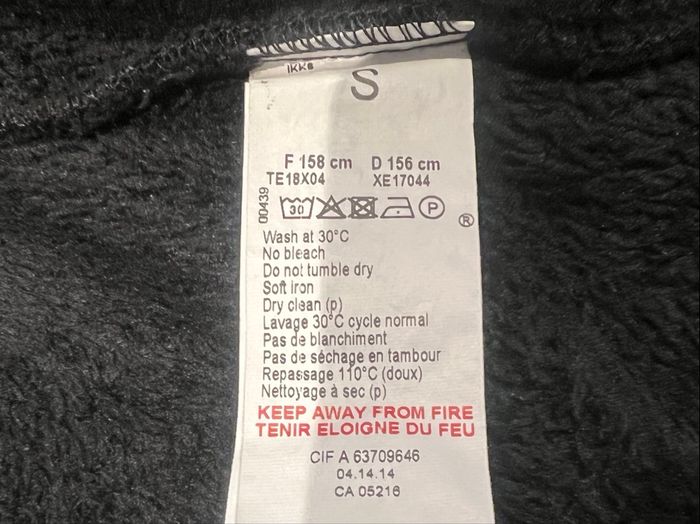 IKKS
S
F 158 cm D 156 cm
TE18X04 XE17044
00439
30 P
®
Wash at 30°C
No bleach
Do not tumble dry
Soft iron
Dry clean (p)
Lavage 30°C cycle normal
Pas de blanchiment
Pas de séchage en tambour
Repassage 110°C (doux)
Nettoyage à sec (p)
KEEP AWAY FROM FIRE
TENIR ELOIGNE DU FEU
CIF A 63709646
04.14.14
CA 05216